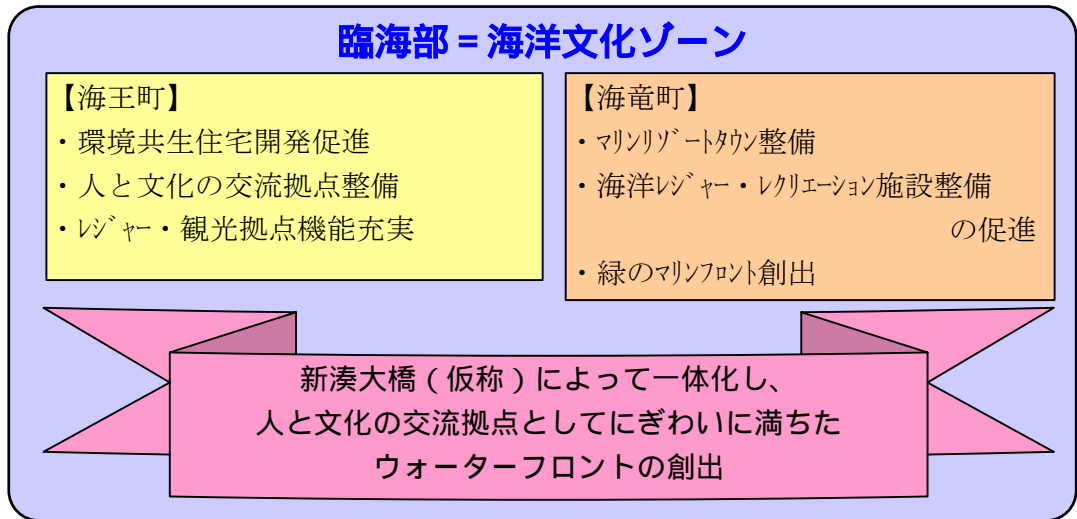 臨海部=海洋文化ゾーン
【海王町】
・環境共生住宅開発促進
・人と文化の交流拠点整備
・ﾚｼﾞｬｰ・観光拠点機能充実
【海竜町】
・ﾏﾘﾝﾘｿﾞｰﾄﾀｳﾝ整備
・海洋ﾚｼﾞｬｰ・ﾚｸﾘｴｰｼｮﾝ施設整備
の促進
・緑のﾏﾘﾝﾌﾛﾝﾄ創出
新湊大橋（仮称）によって一体化し、
人と文化の交流拠点としてにぎわいに満ちた
ウォーターフロントの創出